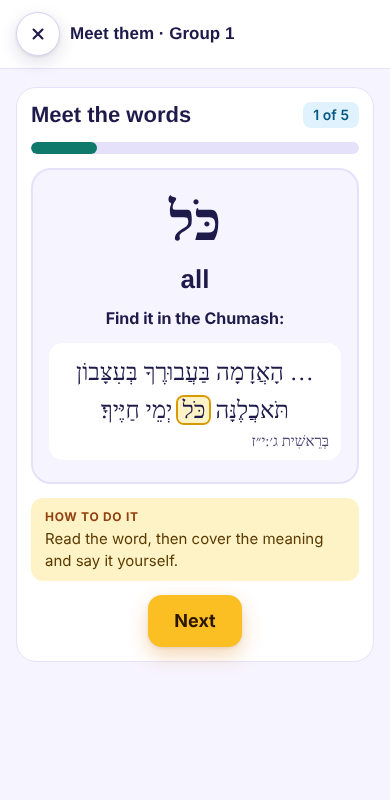 Meet them · Group 1
Meet the words
1 of 5
כֹּל
all
Find it in the Chumash:
… הָאֲדָמָה בַּעֲבוּרֶךָ בְּעִצָּבוֹן
תֹּאכֲלֶנָּה כֹּל יְמֵי חַיֶּיךָ׃
בְּרֵאשִׁית ג׳:י״ז
HOW TO DO IT
Read the word, then cover the meaning
and say it yourself.
Next